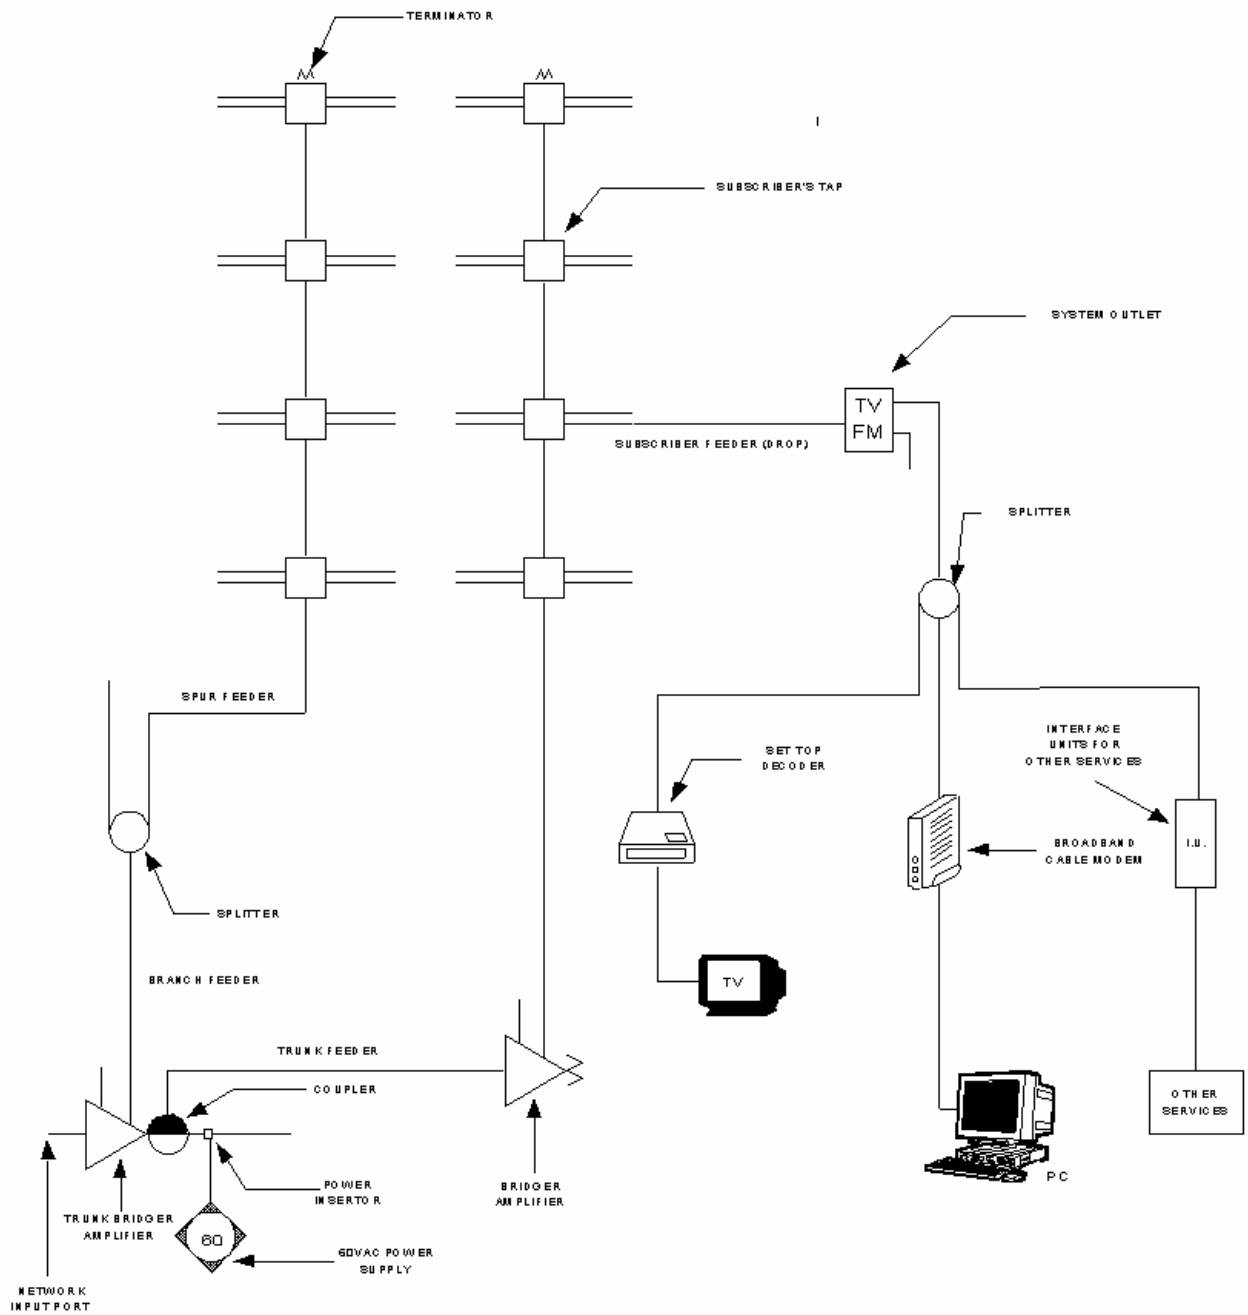 TERMINATOR
SUBSCRIBER'S TAP
SYSTEM OUTLET
TV
FM
SUBSCRIBER FEEDER (DROP)
SPLITTER
SPUR FEEDER
INTERFACE
UNITS FOR
OTHER SERVICES
SET TOP
DECODER
BROADBAND
CABLE MODEM
I.U.
SPLITTER
BRANCH FEEDER
TV
TRUNK FEEDER
COUPLER
OTHER
SERVICES
POWER
INSERTOR
BRIDGER
AMPLIFIER
PC
TRUNK BRIDGER
AMPLIFIER
60
60VAC POWER
SUPPLY
NETWORK
INPUT PORT